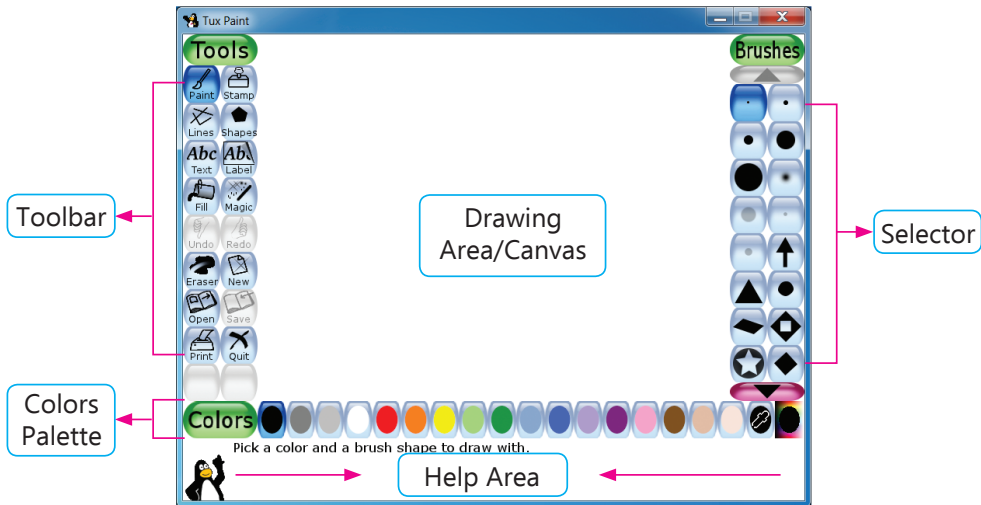 Tux Paint
Tools
Brushes
Paint Stamp
Lines Shapes
Abc Abc
Text Label
Fill Magic
Undo Redo
Eraser New
Open Save
Print Quit
Toolbar
Drawing
Area/Canvas
Selector
Colors
Palette
Colors
Pick a color and a brush shape to draw with.
Help Area